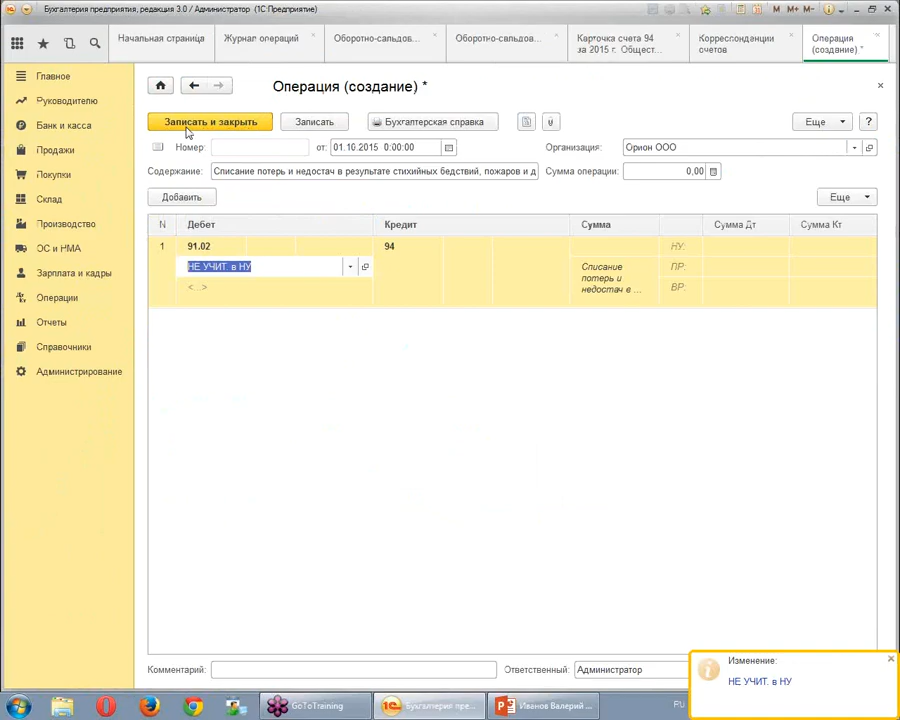 Бухгалтерия предприятия, редакция 3.0 / Администратор (1С:Предприятие)
M M+ M-
Начальная страница
Журнал операций
Оборотно-сальдов...
Оборотно-сальдов...
Карточка счета 94
за 2015 г. Общест...
Корреспонденции
счетов
Операция
(создание) *
Главное
Руководителю
Банк и касса
Продажи
Покупки
Склад
Производство
ОС и НМА
Зарплата и кадры
Операции
Отчеты
Справочники
Администрирование
Операция (создание) *
Записать и закрыть
Записать
Бухгалтерская справка
Еще
?
Номер:
от: 01.10.2015 0:00:00
Организация:
Орион ООО
Содержание:
Списание потерь и недостач в результате стихийных бедствий, пожаров и д
Сумма операции:
0,00
Добавить
Еще
N Дебет Кредит Сумма Сумма Дт Сумма Кт
1 91.02 94 НУ:
НЕ УЧИТ. в НУ
Списание
потерь и
недостач в ...
ПР:
<...>
ВР:
Комментарий:
Ответственный: Администратор
Изменение:
НЕ УЧИТ. в НУ
GoToTraining
Бухгалтерия пре...
Иванов Валерий ...
РU